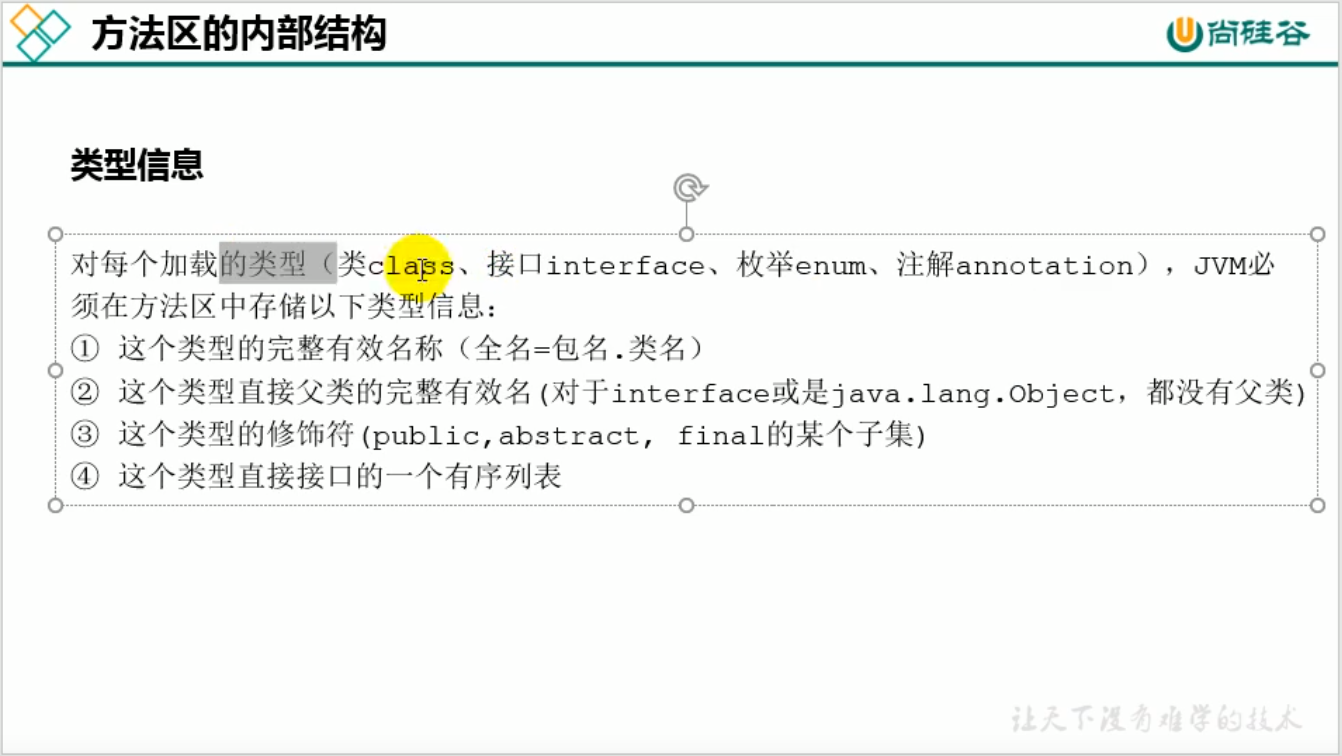 方法区的内部结构
尚硅谷
类型信息
对每个加载的类型（类class、接口interface、枚举enum、注解annotation），JVM必
须在方法区中存储以下类型信息：
① 这个类型的完整有效名称（全名=包名.类名）
② 这个类型直接父类的完整有效名(对于interface或是java.lang.Object，都没有父类)
③ 这个类型的修饰符(public,abstract, final的某个子集)
④ 这个类型直接接口的一个有序列表
让天下没有难学的技术